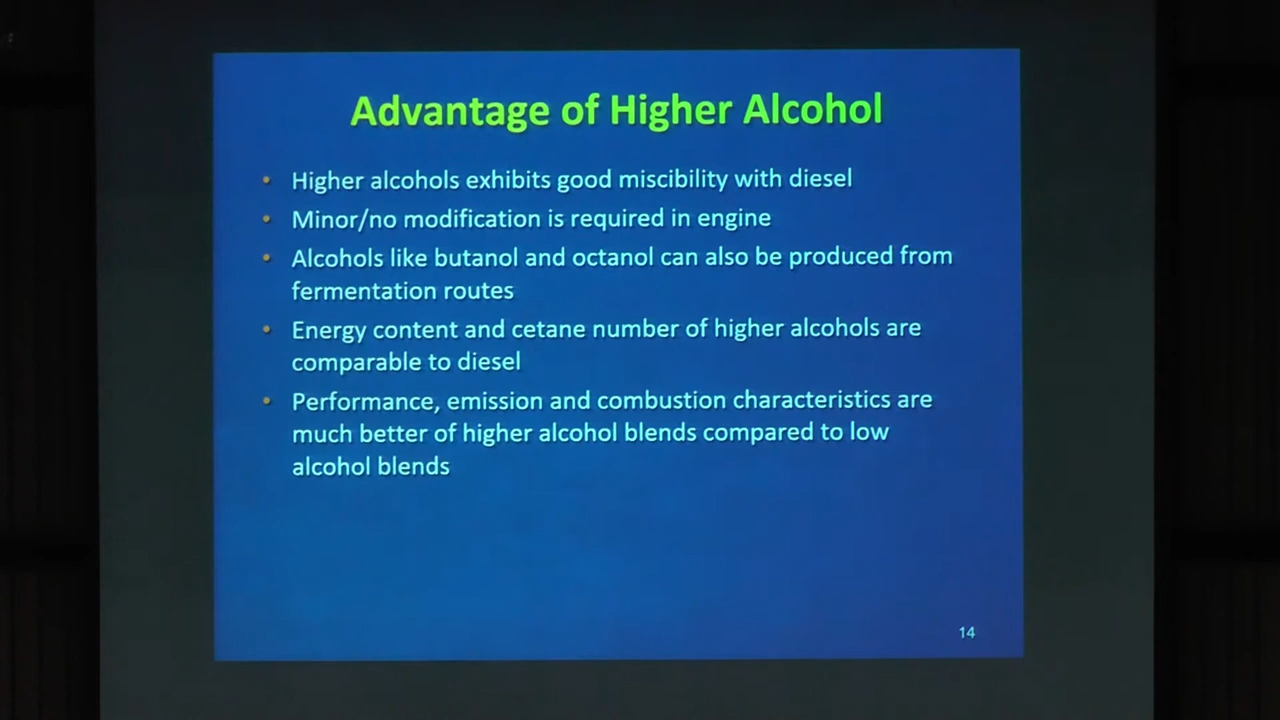 Advantage of Higher Alcohol
• Higher alcohols exhibits good miscibility with diesel
• Minor/no modification is required in engine
• Alcohols like butanol and octanol can also be produced from
fermentation routes
• Energy content and cetane number of higher alcohols are
comparable to diesel
• Performance, emission and combustion characteristics are
much better of higher alcohol blends compared to low
alcohol blends
14